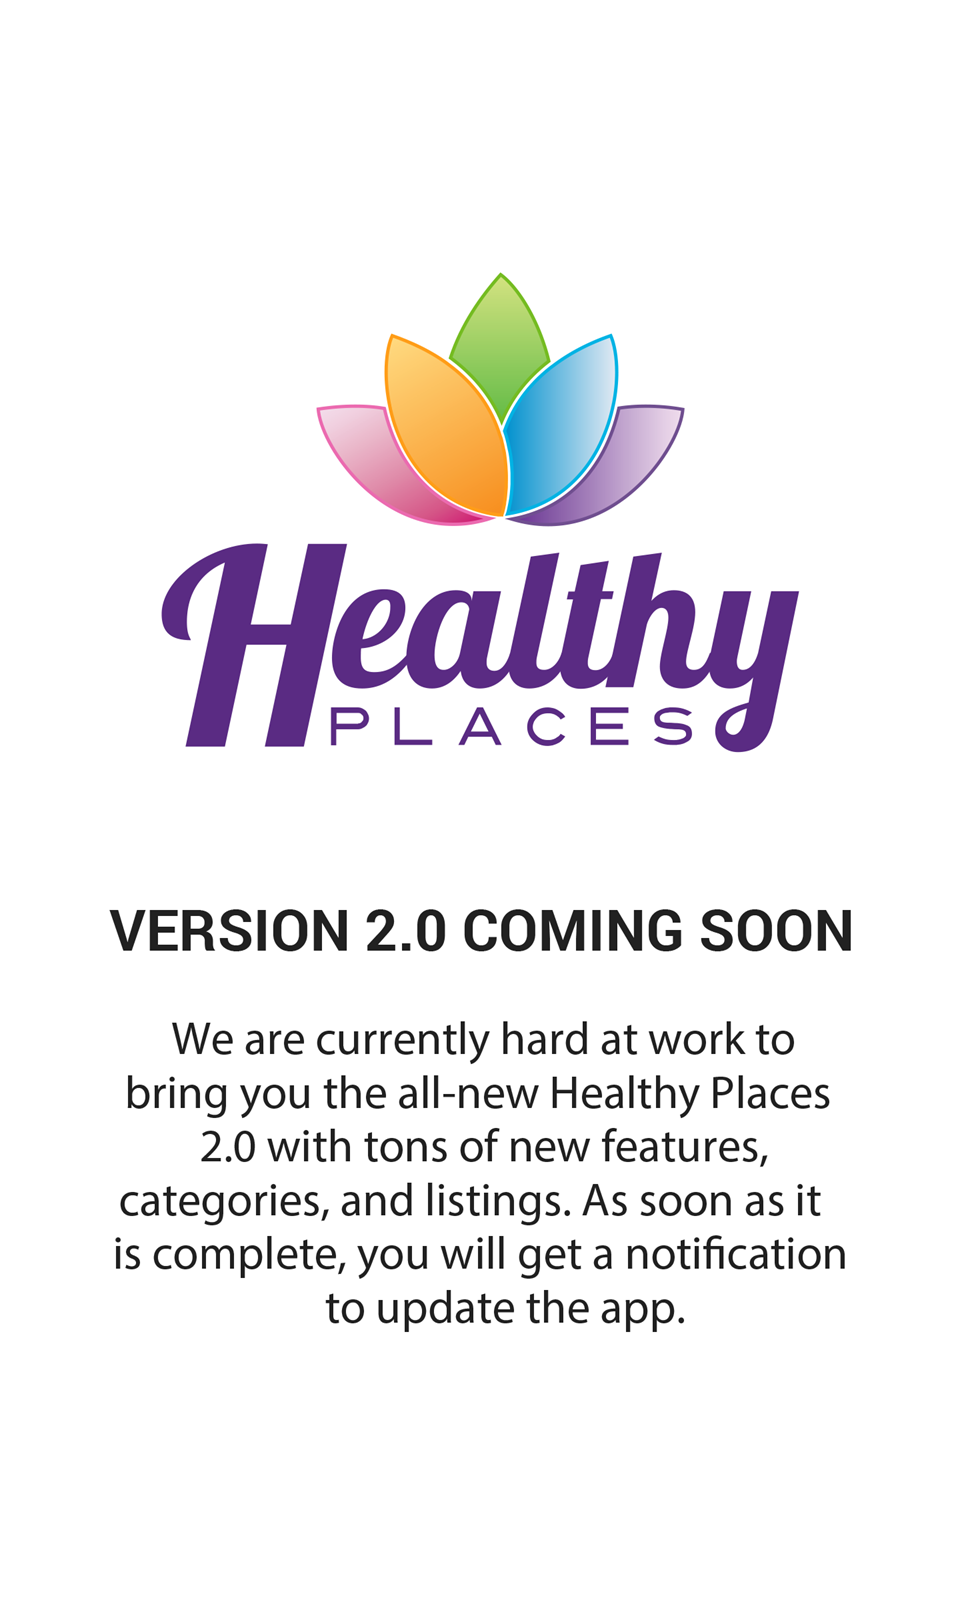 Healthy
PLACES
VERSION 2.0 COMING SOON
We are currently hard at work to
bring you the all-new Healthy Places
2.0 with tons of new features,
categories, and listings. As soon as it
is complete, you will get a notification
to update the app.